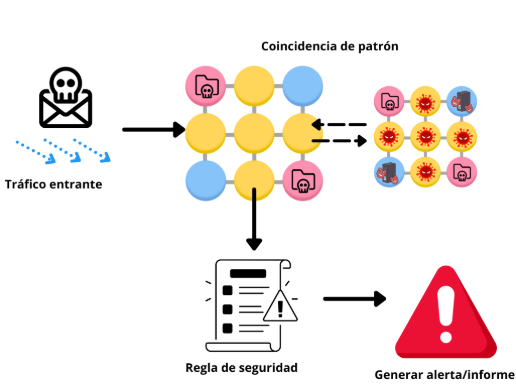 Coincidencia de patrón
Tráfico entrante
Regla de seguridad
Generar alerta/informe